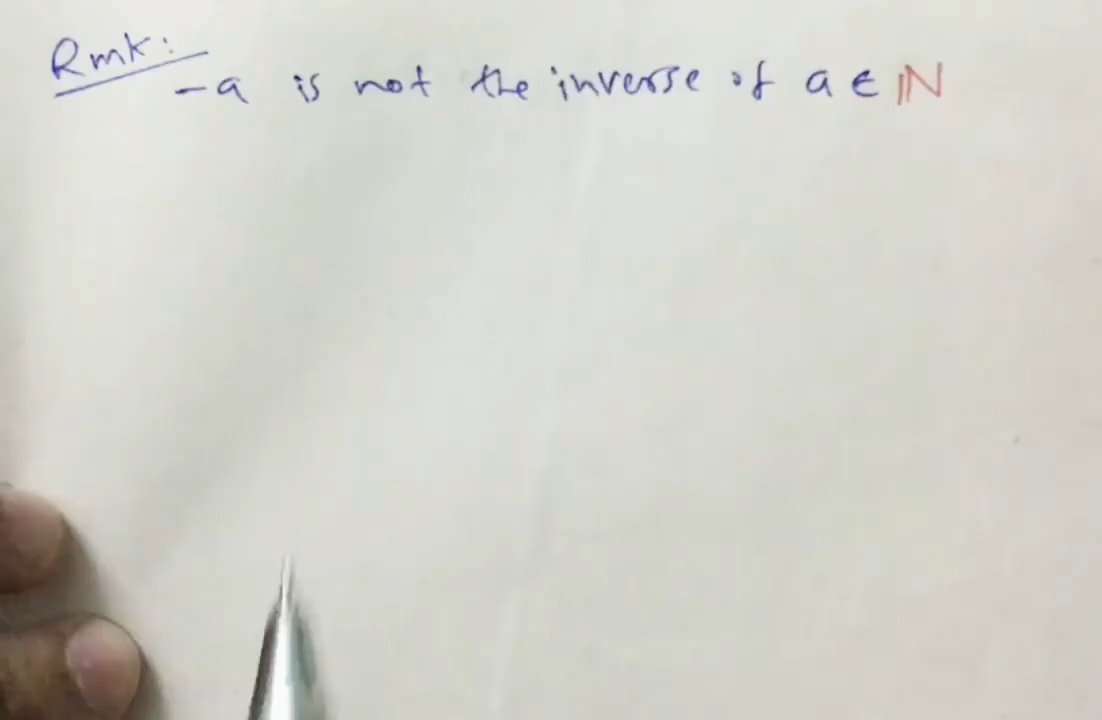 Rmk:
-a is not the inverse of a ∈ ℕ